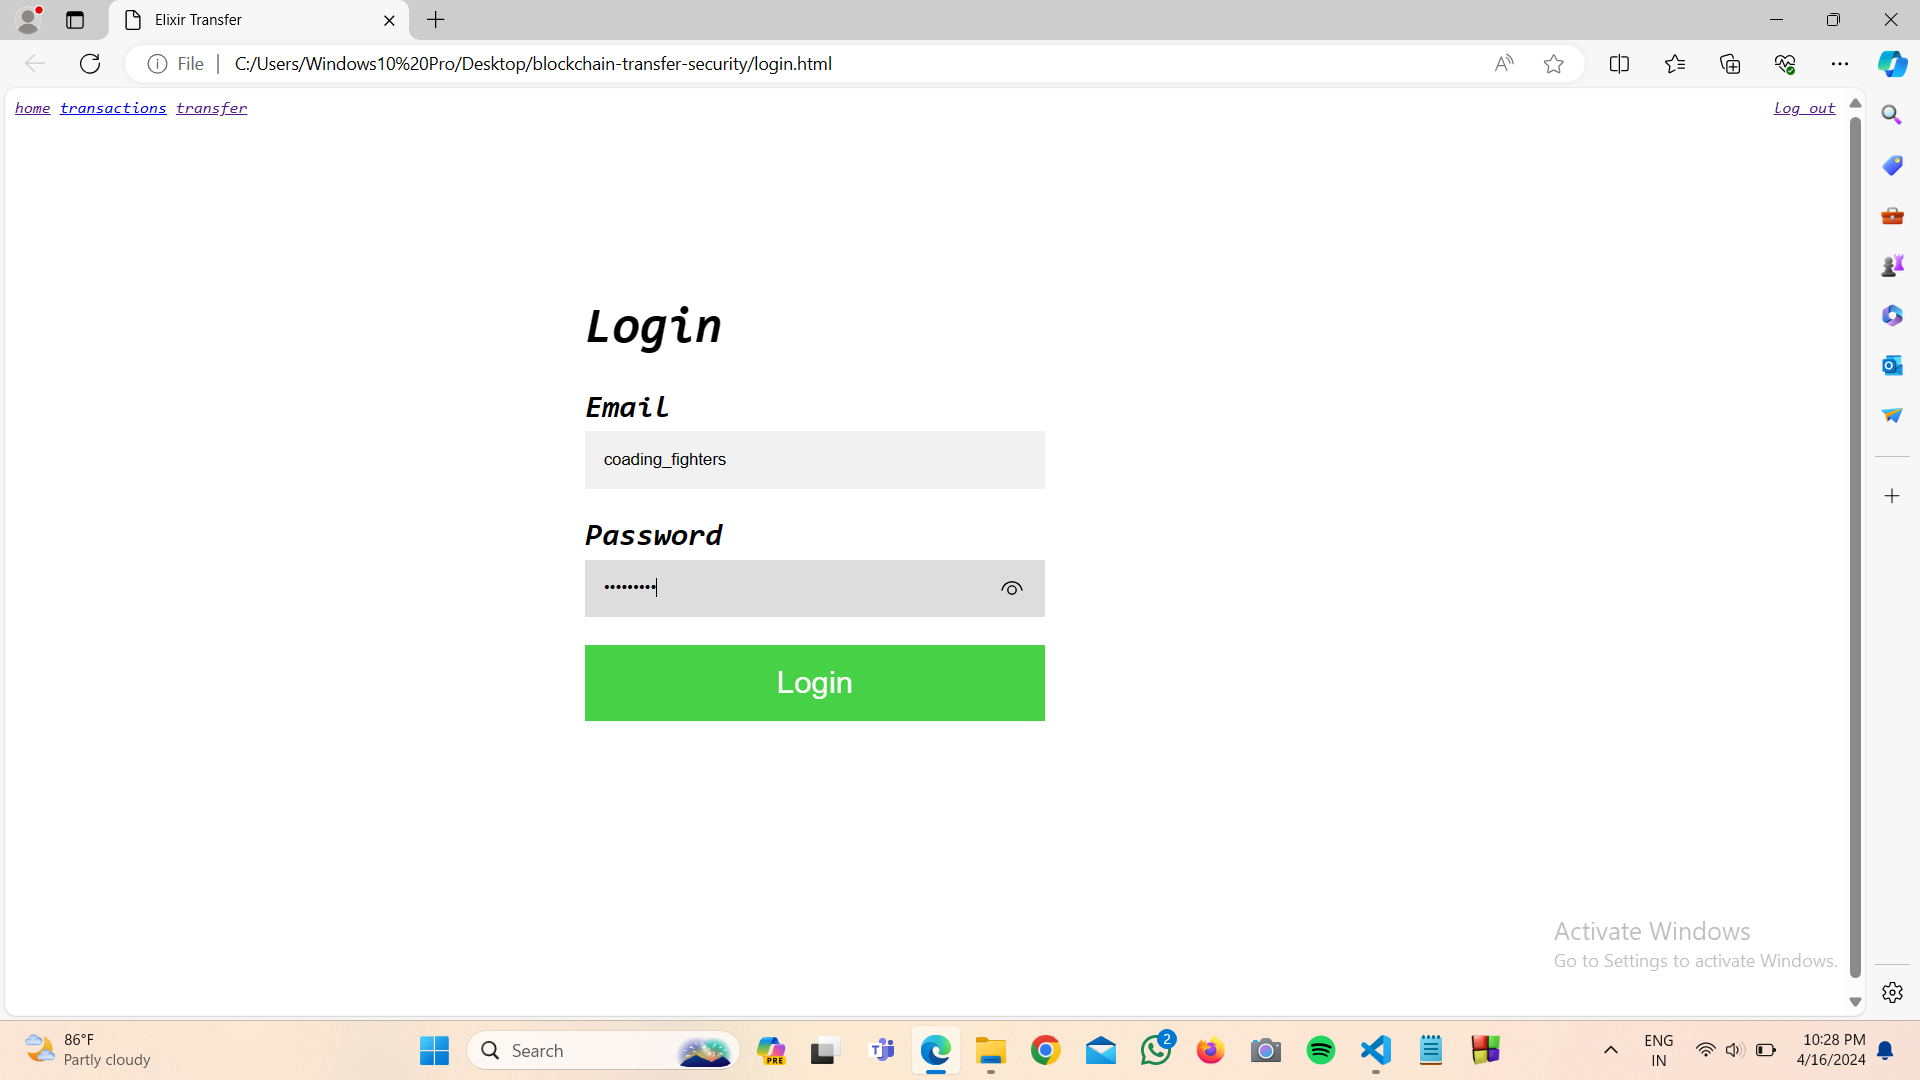 Elixir Transfer
File
C:/Users/Windows10%20Pro/Desktop/blockchain-transfer-security/login.html
home transactions transfer
log out
Login
Email
coading_fighters
Password
•••••••••
Login
Activate Windows
Go to Settings to activate Windows.
86°F
Partly cloudy
Search
PRE
2
ENG
IN
10:28 PM
4/16/2024